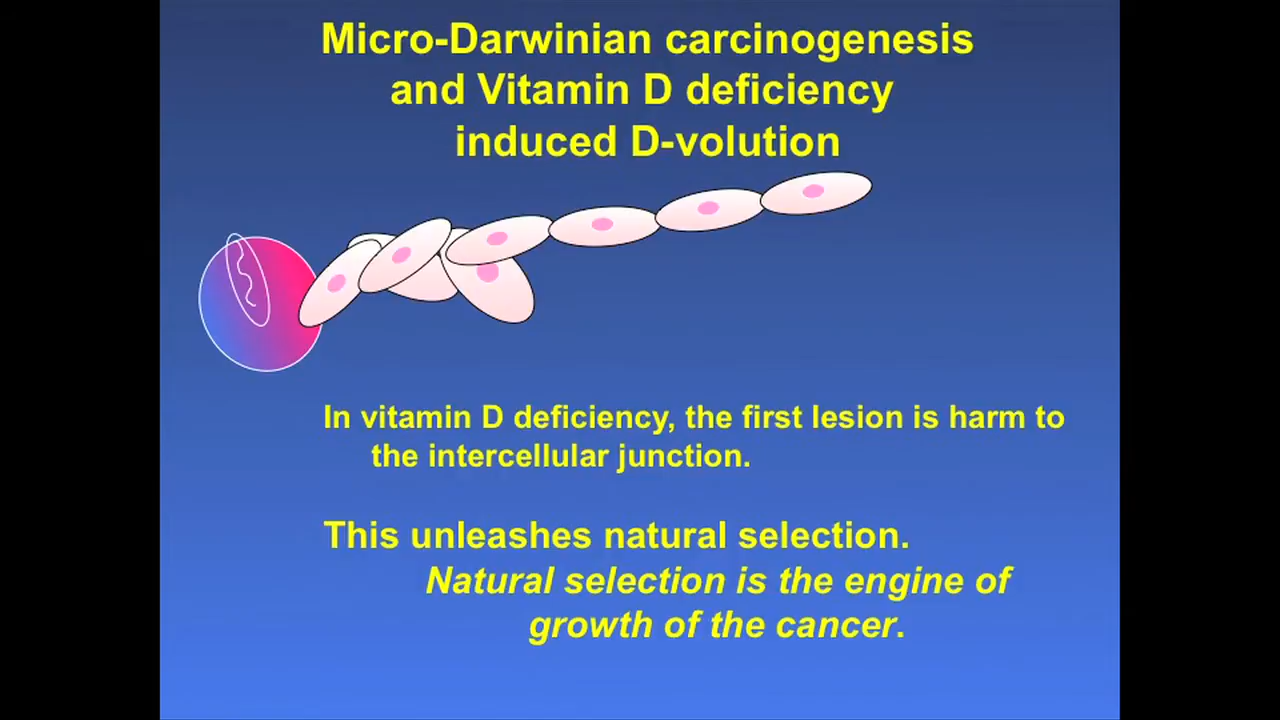 Micro-Darwinian carcinogenesis
and Vitamin D deficiency
induced D-volution
In vitamin D deficiency, the first lesion is harm to
the intercellular junction.
This unleashes natural selection.
Natural selection is the engine of
growth of the cancer.